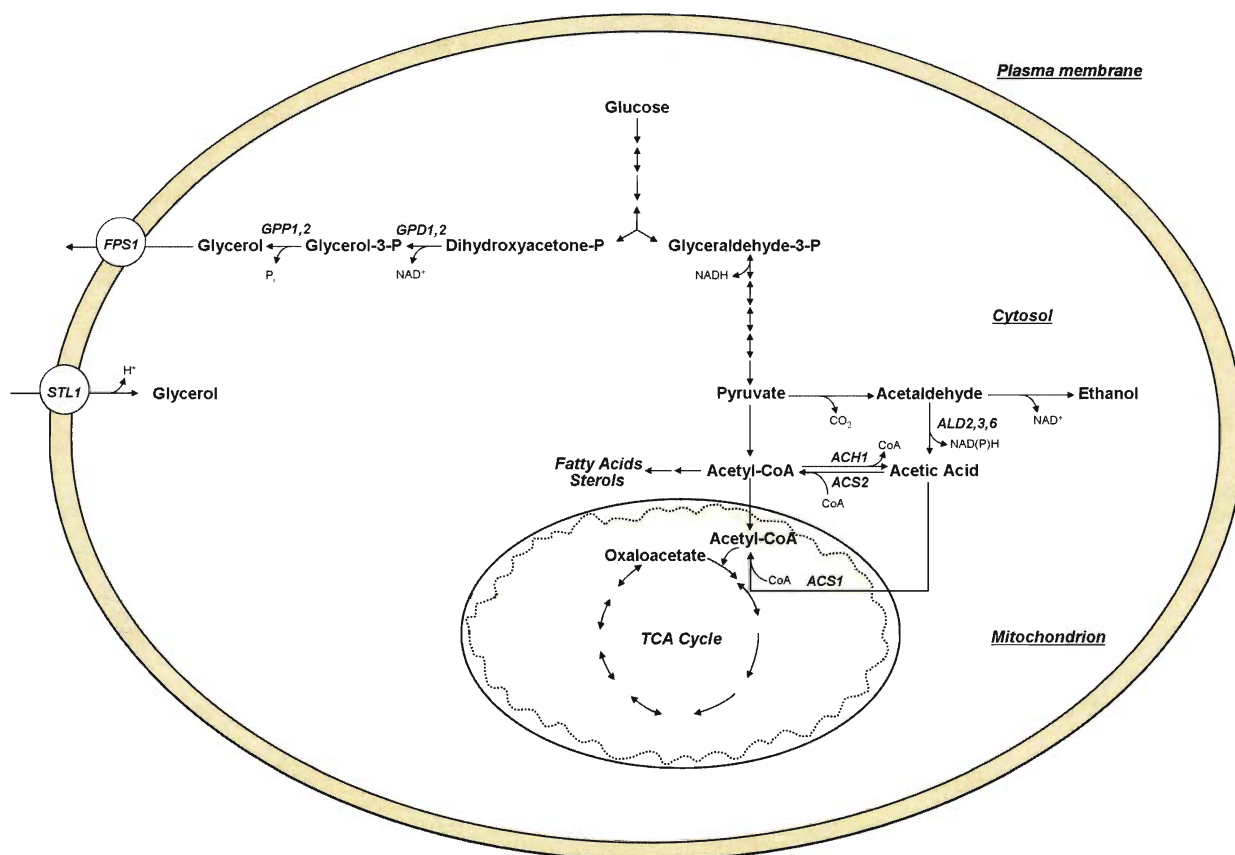 Plasma membrane
Glucose
GPP1,2
GPD1,2
FPS1
Glycerol
Glycerol-3-P
Dihydroxyacetone-P
Glyceraldehyde-3-P
Pi
NAD+
NADH
Cytosol
H+
STL1
Glycerol
Pyruvate
Acetaldehyde
Ethanol
CO2
NAD+
ALD2,3,6
NAD(P)H
Fatty Acids
Sterols
Acetyl-CoA
ACH1
CoA
ACS2
CoA
Acetic Acid
Acetyl-CoA
Oxaloacetate
CoA
ACS1
TCA Cycle
Mitochondrion